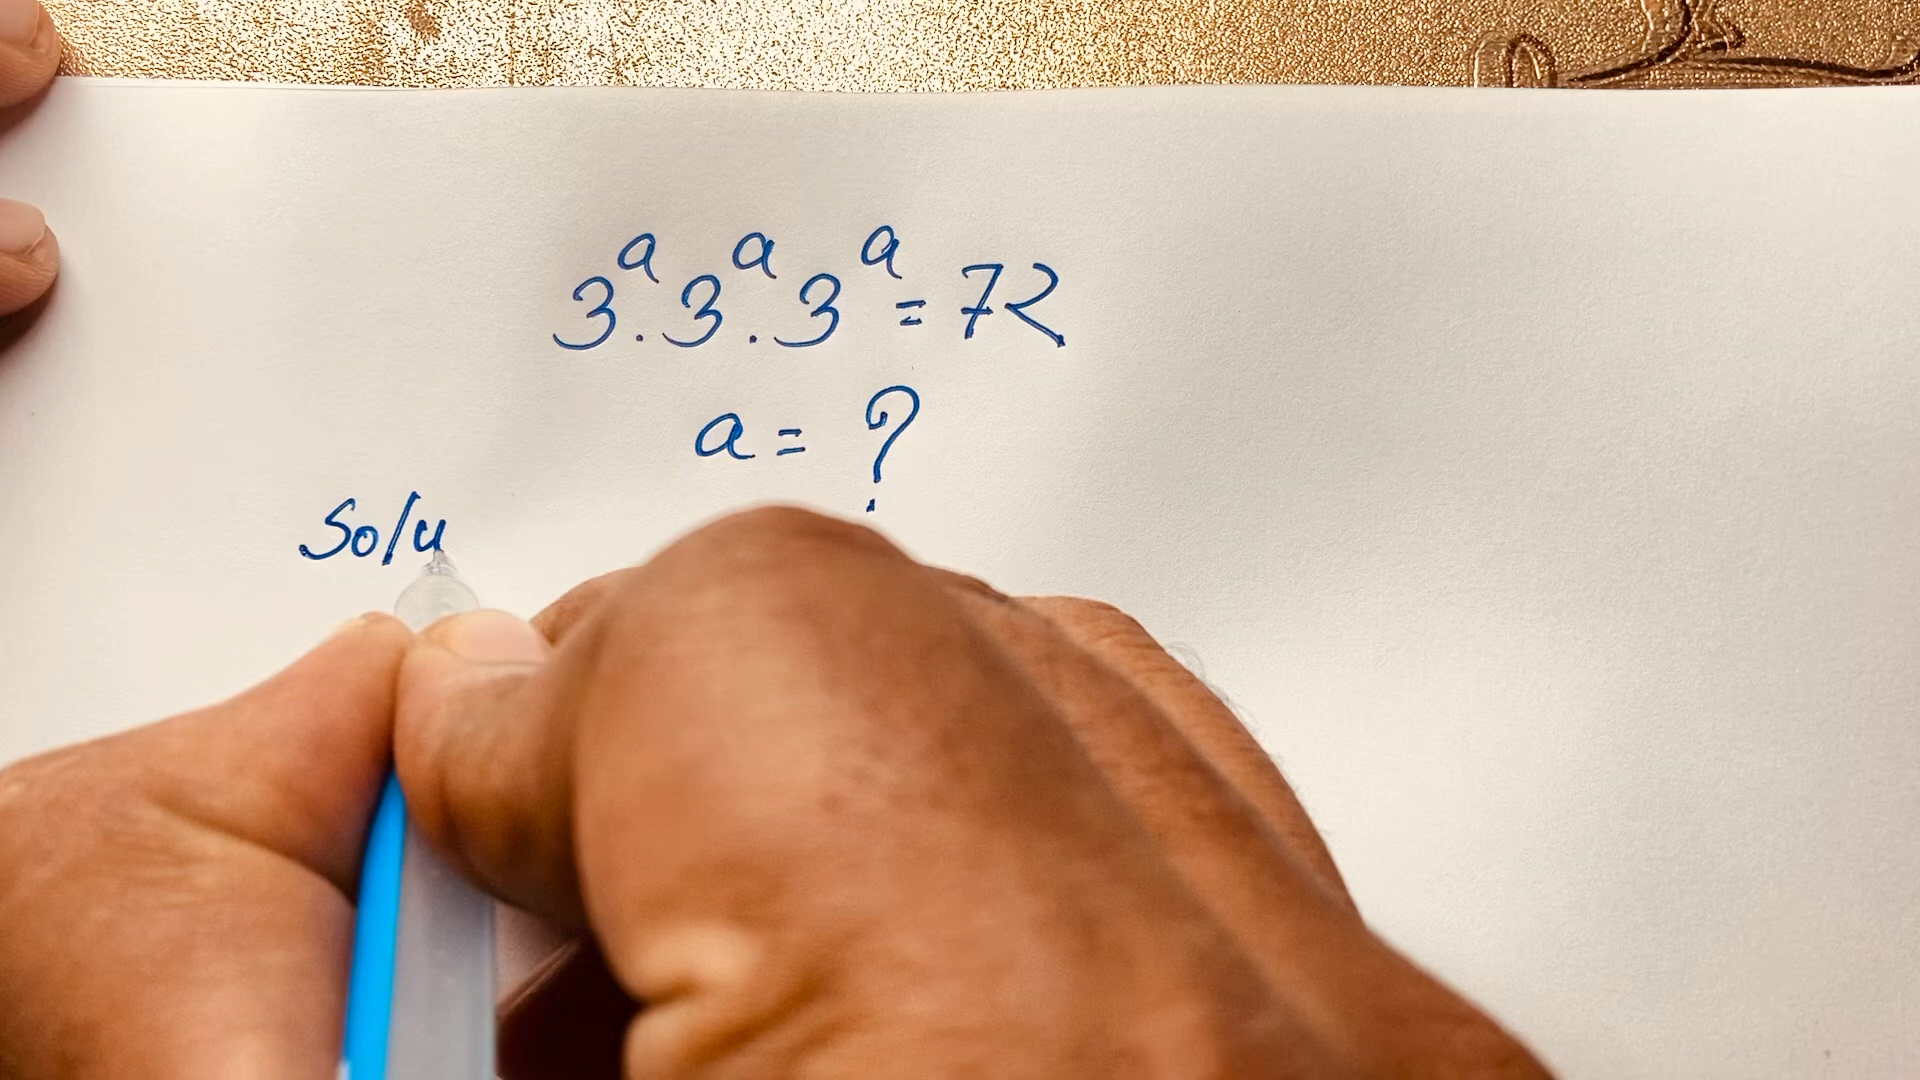 3^a . 3^a . 3^a = 72
a = ?
Solu